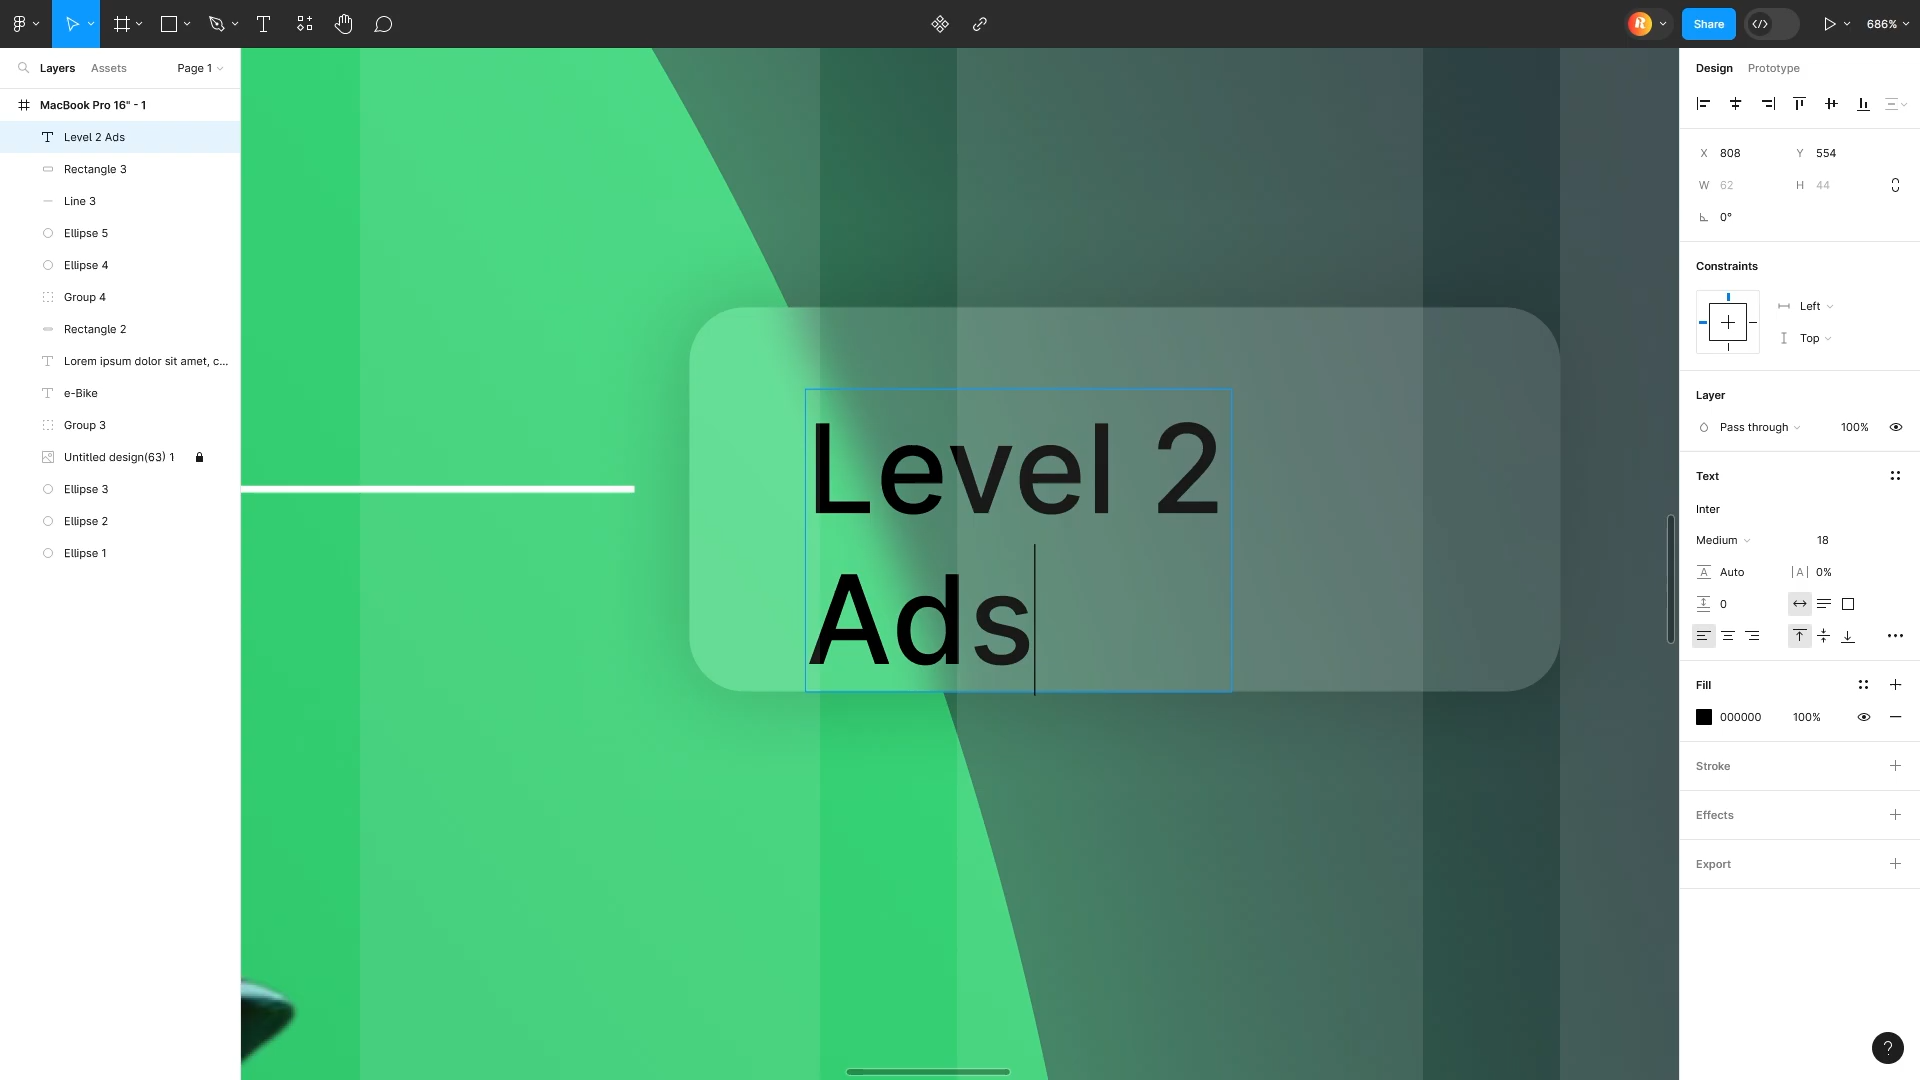 Share
686%
Layers
Assets
Page 1
MacBook Pro 16" - 1
Level 2 Ads
Rectangle 3
Line 3
Ellipse 5
Ellipse 4
Group 4
Rectangle 2
Lorem ipsum dolor sit amet, c...
e-Bike
Group 3
Untitled design(63) 1
Ellipse 3
Ellipse 2
Ellipse 1
Level 2
Ads
Design
Prototype
X 808
Y 554
W 62
H 44
0°
Constraints
Left
Top
Layer
Pass through
100%
Text
Inter
Medium
18
A Auto
|A| 0%
0
Fill
000000
100%
Stroke
Effects
Export
?